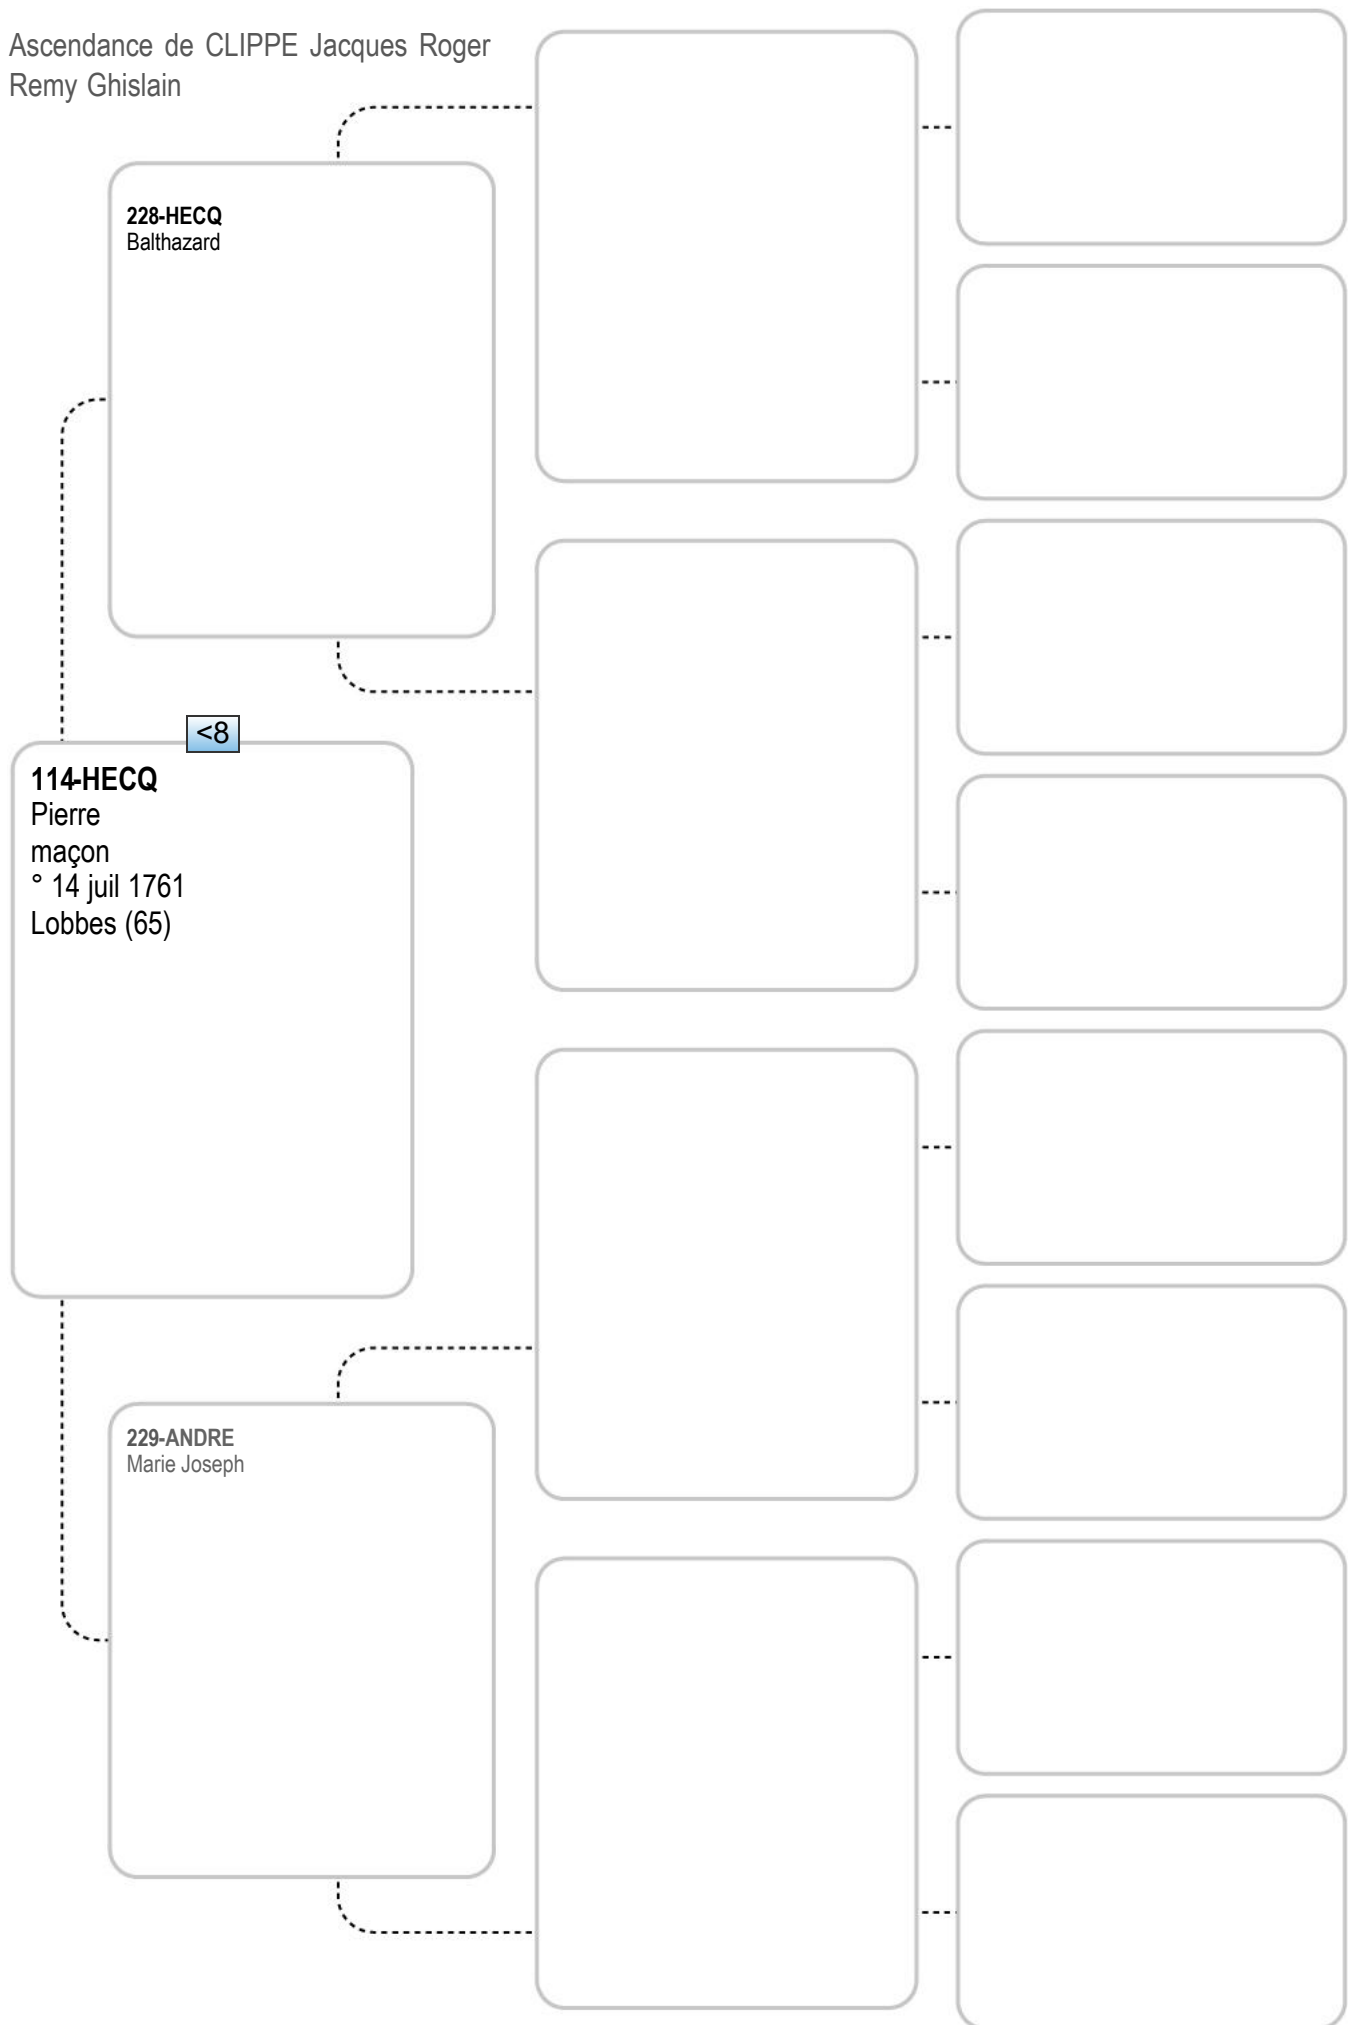 Ascendance de CLIPPE Jacques Roger
Remy Ghislain
228-HECQ
Balthazard
<8
114-HECQ
Pierre
maçon
° 14 juil 1761
Lobbes (65)
229-ANDRE
Marie Joseph